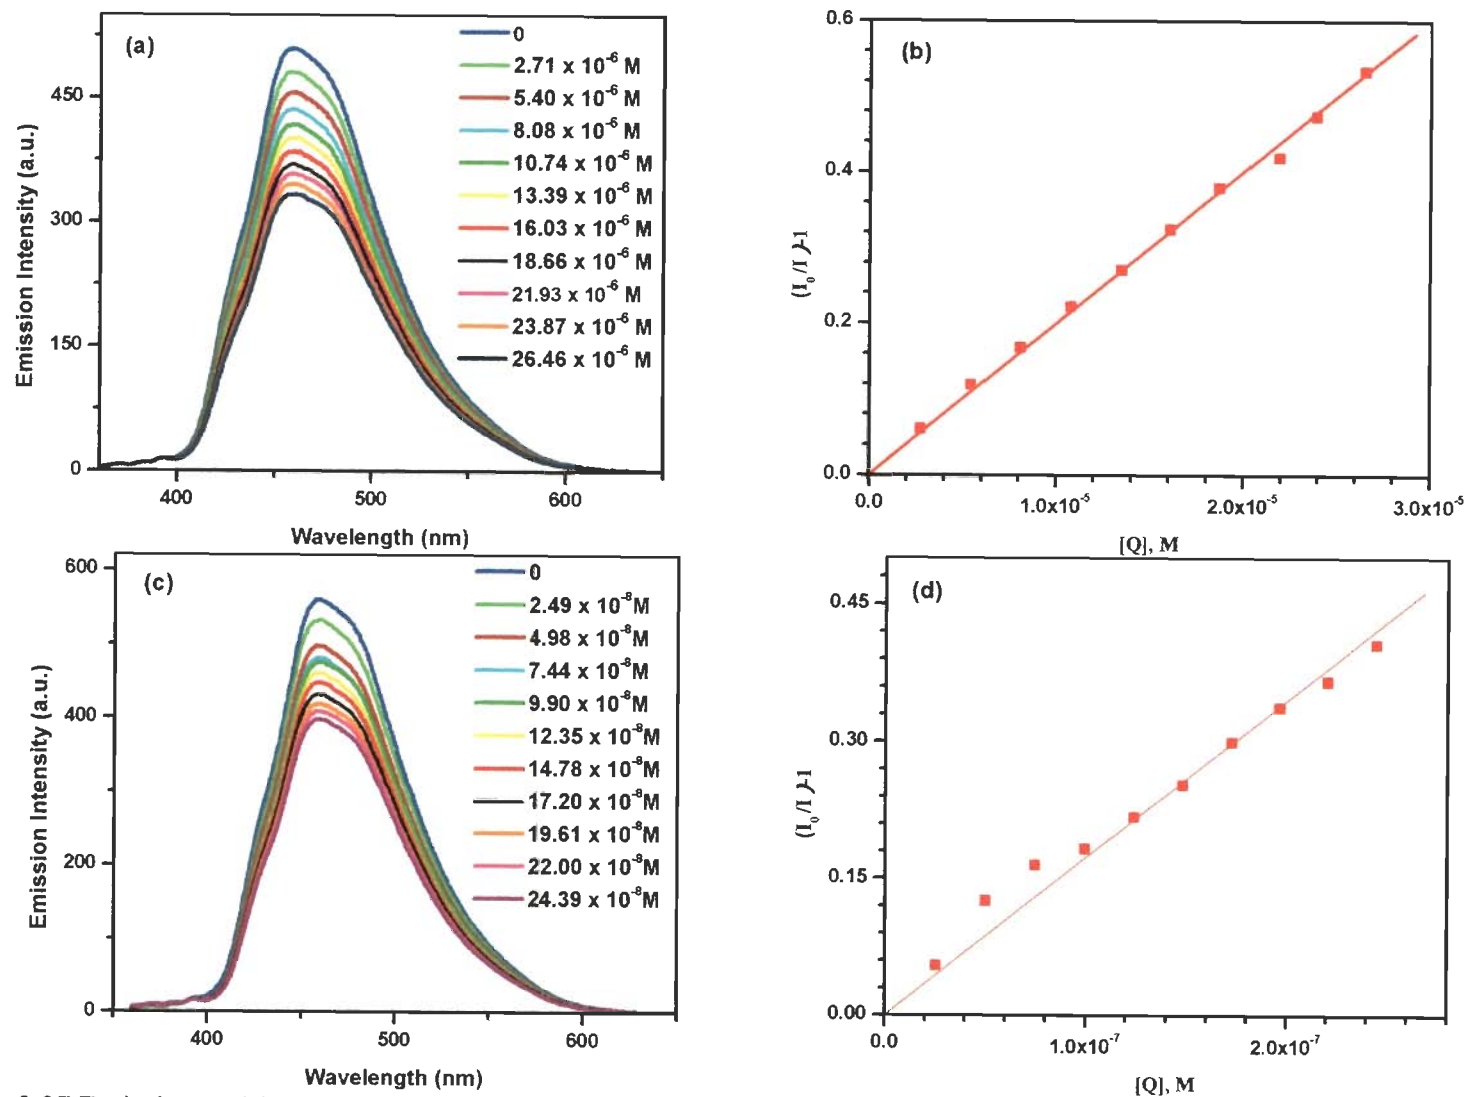 (a)
0
2.71 x 10⁻⁶ M
5.40 x 10⁻⁶ M
8.08 x 10⁻⁶ M
10.74 x 10⁻⁶ M
13.39 x 10⁻⁶ M
16.03 x 10⁻⁶ M
18.66 x 10⁻⁶ M
21.93 x 10⁻⁶ M
23.87 x 10⁻⁶ M
26.46 x 10⁻⁶ M
Emission Intensity (a.u.)
450
300
150
0
400 500 600
Wavelength (nm)
(b)
(I₀/I)-1
0.6
0.4
0.2
0.0
0.0 1.0x10⁻⁵ 2.0x10⁻⁵ 3.0x10⁻⁵
[Q], M
(c)
0
2.49 x 10⁻⁸M
4.98 x 10⁻⁸M
7.44 x 10⁻⁸M
9.90 x 10⁻⁸M
12.35 x 10⁻⁸M
14.78 x 10⁻⁸M
17.20 x 10⁻⁸M
19.61 x 10⁻⁸M
22.00 x 10⁻⁸M
24.39 x 10⁻⁸M
Emission Intensity (a.u.)
600
400
200
0
400 500 600
Wavelength (nm)
(d)
(I₀/I)-1
0.45
0.30
0.15
0.00
0.0 1.0x10⁻⁷ 2.0x10⁻⁷
[Q], M